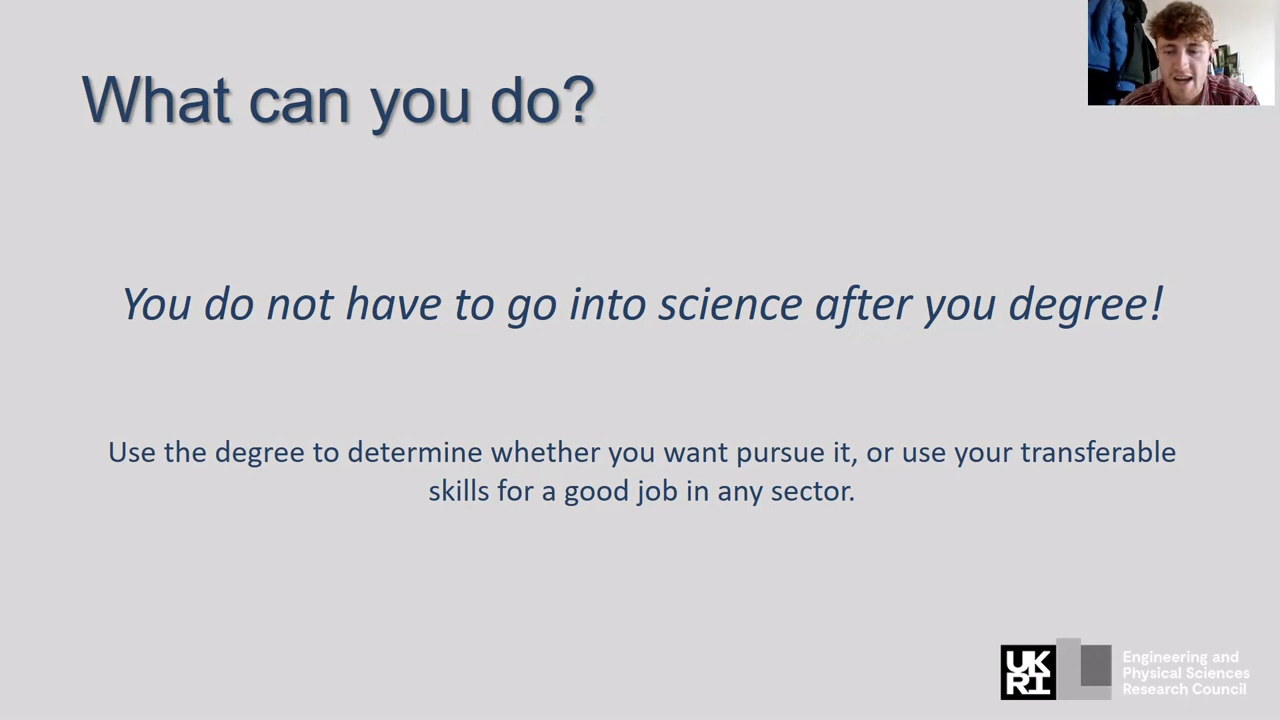 What can you do?
You do not have to go into science after you degree!
Use the degree to determine whether you want pursue it, or use your transferable
skills for a good job in any sector.
UK
RI
Engineering and
Physical Sciences
Research Council